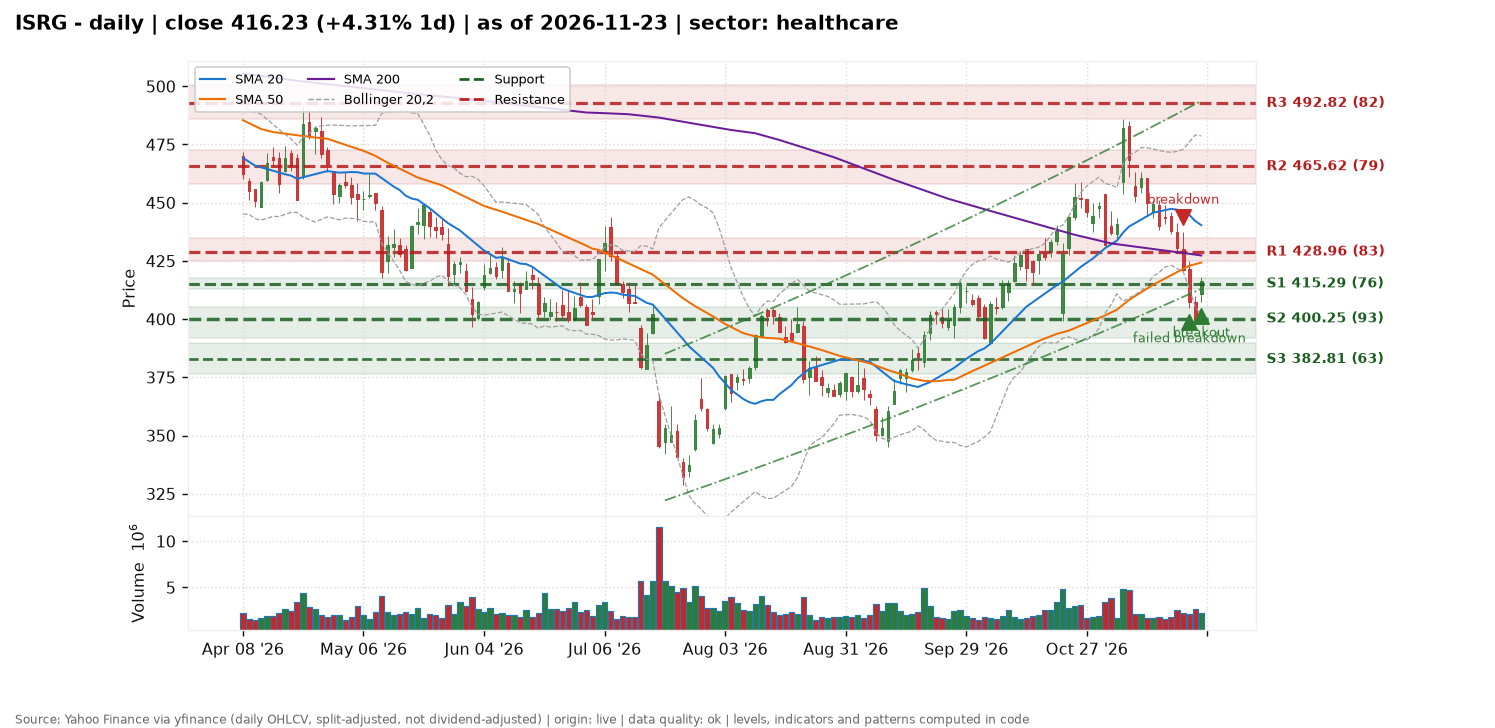 ISRG - daily | close 416.23 (+4.31% 1d) | as of 2026-11-23 | sector: healthcare
SMA 20
SMA 50
SMA 200
Bollinger 20,2
Support
Resistance
Price
500
475
450
425
400
375
350
325
R3 492.82 (82)
R2 465.62 (79)
R1 428.96 (83)
S1 415.29 (76)
S2 400.25 (93)
S3 382.81 (63)
breakdown
breakout
failed breakdown
Volume 10⁶
10
5
Apr 08 '26
May 06 '26
Jun 04 '26
Jul 06 '26
Aug 03 '26
Aug 31 '26
Sep 29 '26
Oct 27 '26
Source: Yahoo Finance via yfinance (daily OHLCV, split-adjusted, not dividend-adjusted) | origin: live | data quality: ok | levels, indicators and patterns computed in code